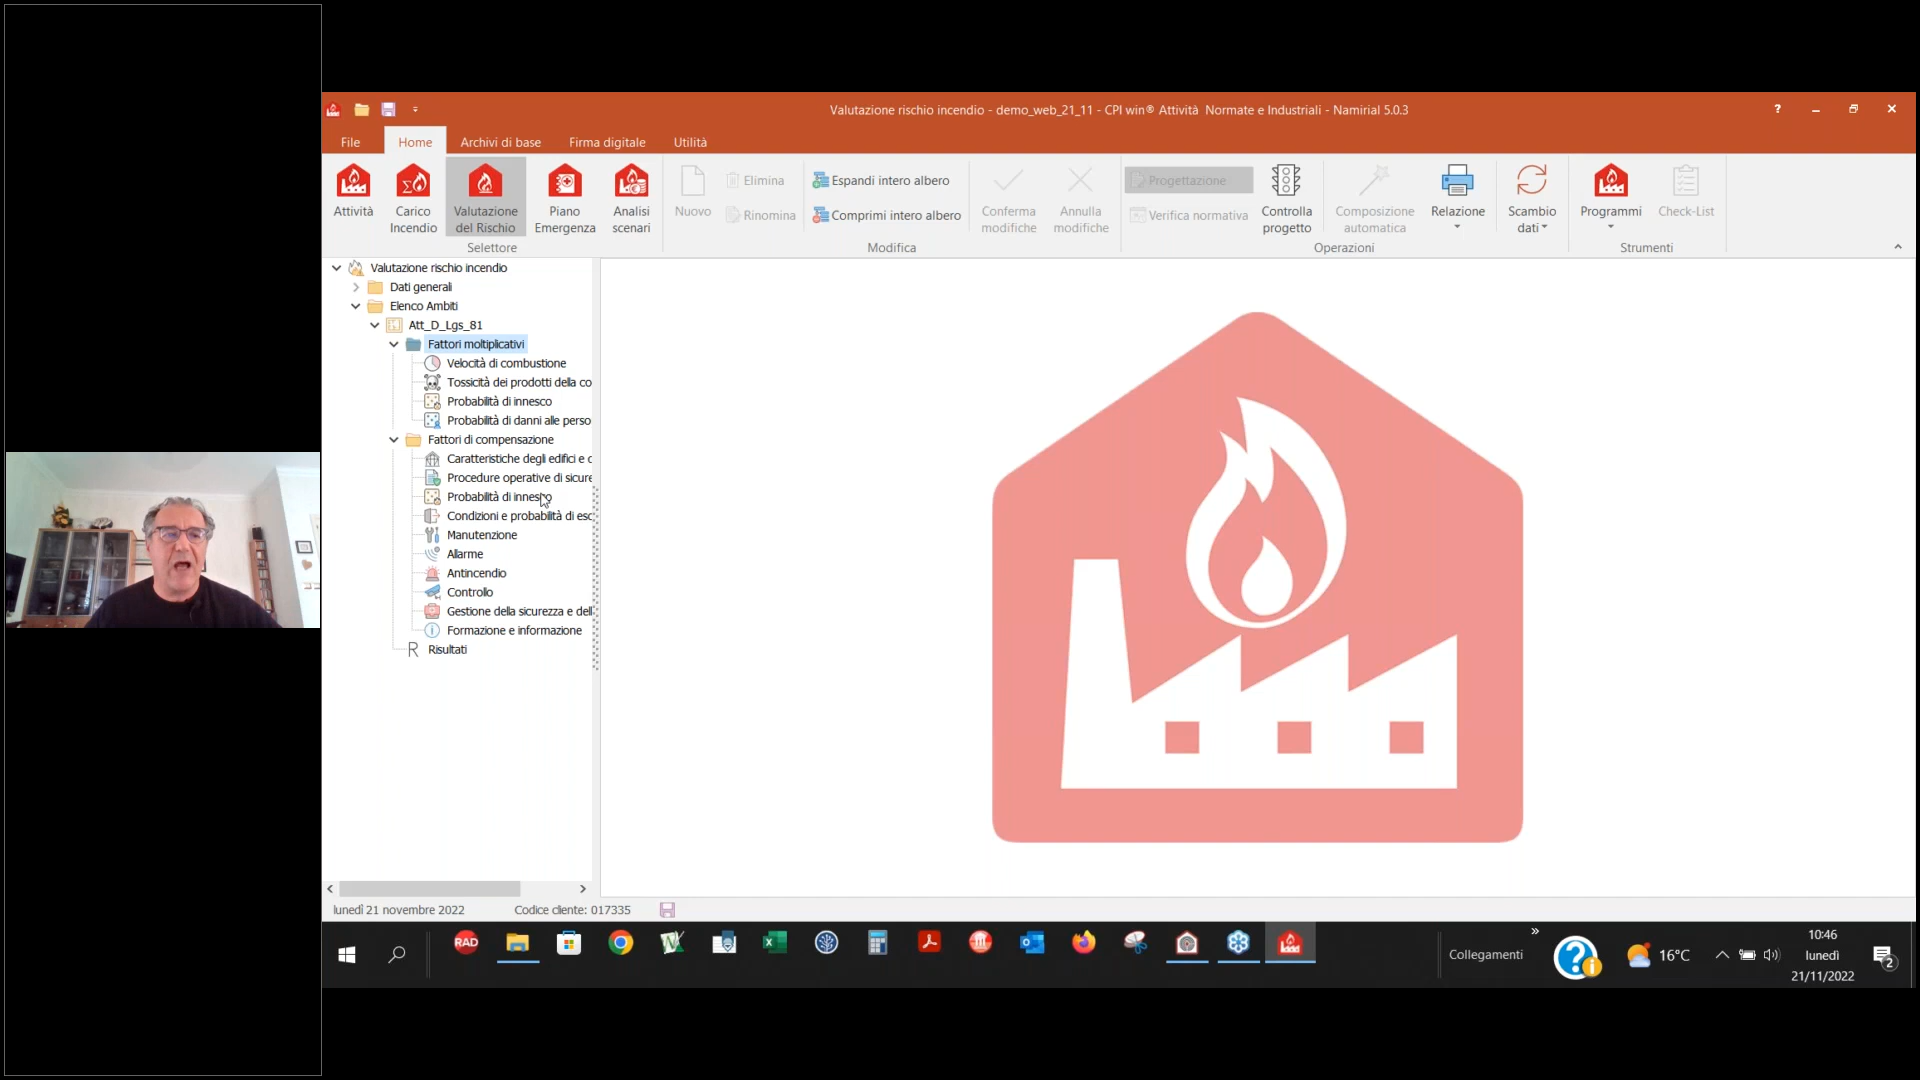 Valutazione rischio incendio - demo_web_21_11 - CPI win® Attività Normate e Industriali - Namirial 5.0.3
?
File
Home
Archivi di base
Firma digitale
Utilità
Attività
Carico Incendio
Valutazione del Rischio
Piano Emergenza
Analisi scenari
Selettore
Nuovo
Elimina
Rinomina
Espandi intero albero
Comprimi intero albero
Conferma modifiche
Annulla modifiche
Modifica
Progettazione
Verifica normativa
Controlla progetto
Composizione automatica
Relazione
Operazioni
Scambio dati
Programmi
Check-List
Strumenti
Valutazione rischio incendio
Dati generali
Elenco Ambiti
Att_D_Lgs_81
Fattori moltiplicativi
Velocità di combustione
Tossicità dei prodotti della co
Probabilità di innesco
Probabilità di danni alle perso
Fattori di compensazione
Caratteristiche degli edifici e c
Procedure operative di sicure
Probabilità di innesco
Condizioni e probabilità di esc
Manutenzione
Allarme
Antincendio
Controllo
Gestione della sicurezza e dell
Formazione e informazione
R Risultati
lunedì 21 novembre 2022
Codice cliente: 017335
RAD
Collegamenti
»
16°C
10:46
lunedì
21/11/2022
2